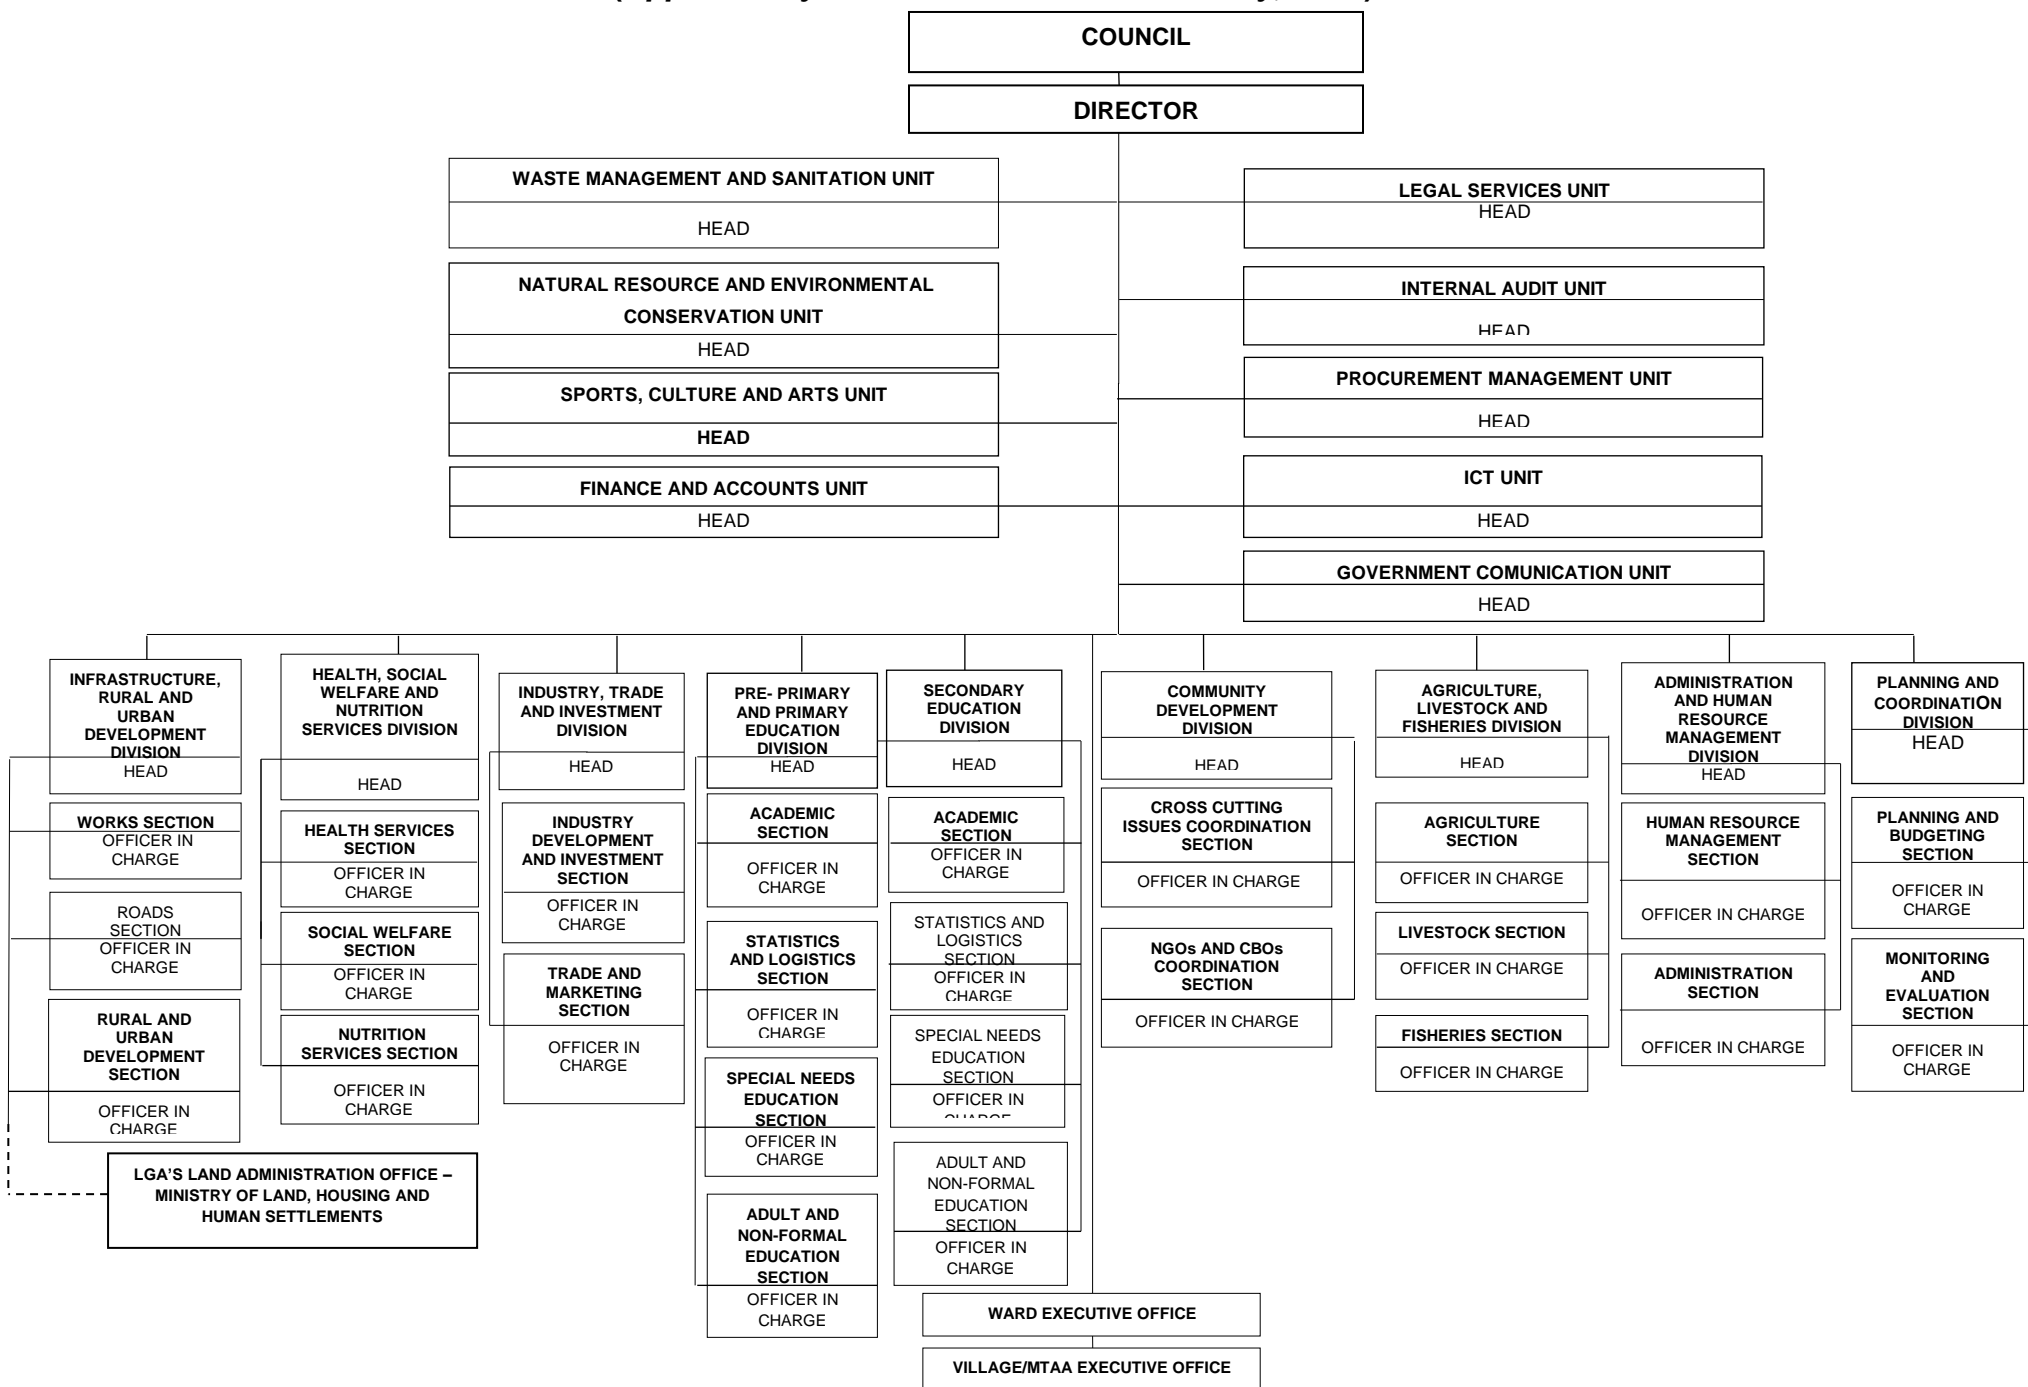 COUNCIL
DIRECTOR
WASTE MANAGEMENT AND SANITATION UNIT
HEAD
LEGAL SERVICES UNIT
HEAD
NATURAL RESOURCE AND ENVIRONMENTAL
CONSERVATION UNIT
HEAD
INTERNAL AUDIT UNIT
HEAD
SPORTS, CULTURE AND ARTS UNIT
HEAD
PROCUREMENT MANAGEMENT UNIT
HEAD
FINANCE AND ACCOUNTS UNIT
HEAD
ICT UNIT
HEAD
GOVERNMENT COMUNICATION UNIT
HEAD
INFRASTRUCTURE,
RURAL AND
URBAN
DEVELOPMENT
DIVISION
HEAD
WORKS SECTION
OFFICER IN
CHARGE
ROADS
SECTION
OFFICER IN
CHARGE
RURAL AND
URBAN
DEVELOPMENT
SECTION
OFFICER IN
CHARGE
LGA'S LAND ADMINISTRATION OFFICE –
MINISTRY OF LAND, HOUSING AND
HUMAN SETTLEMENTS
HEALTH, SOCIAL
WELFARE AND
NUTRITION
SERVICES DIVISION
HEAD
HEALTH SERVICES
SECTION
OFFICER IN
CHARGE
SOCIAL WELFARE
SECTION
OFFICER IN
CHARGE
NUTRITION
SERVICES SECTION
OFFICER IN
CHARGE
INDUSTRY, TRADE
AND INVESTMENT
DIVISION
HEAD
INDUSTRY
DEVELOPMENT
AND INVESTMENT
SECTION
OFFICER IN
CHARGE
TRADE AND
MARKETING
SECTION
OFFICER IN
CHARGE
PRE- PRIMARY
AND PRIMARY
EDUCATION
DIVISION
HEAD
ACADEMIC
SECTION
OFFICER IN
CHARGE
STATISTICS
AND LOGISTICS
SECTION
OFFICER IN
CHARGE
SPECIAL NEEDS
EDUCATION
SECTION
OFFICER IN
CHARGE
ADULT AND
NON-FORMAL
EDUCATION
SECTION
OFFICER IN
CHARGE
SECONDARY
EDUCATION
DIVISION
HEAD
ACADEMIC
SECTION
OFFICER IN
CHARGE
STATISTICS AND
LOGISTICS
SECTION
OFFICER IN
CHARGE
SPECIAL NEEDS
EDUCATION
SECTION
OFFICER IN
CHARGE
ADULT AND
NON-FORMAL
EDUCATION
SECTION
OFFICER IN
CHARGE
COMMUNITY
DEVELOPMENT
DIVISION
HEAD
CROSS CUTTING
ISSUES COORDINATION
SECTION
OFFICER IN CHARGE
NGOs AND CBOs
COORDINATION
SECTION
OFFICER IN CHARGE
AGRICULTURE,
LIVESTOCK AND
FISHERIES DIVISION
HEAD
AGRICULTURE
SECTION
OFFICER IN CHARGE
LIVESTOCK SECTION
OFFICER IN CHARGE
FISHERIES SECTION
OFFICER IN CHARGE
ADMINISTRATION
AND HUMAN
RESOURCE
MANAGEMENT
DIVISION
HEAD
HUMAN RESOURCE
MANAGEMENT
SECTION
OFFICER IN CHARGE
ADMINISTRATION
SECTION
OFFICER IN CHARGE
PLANNING AND
COORDINATION
DIVISION
HEAD
PLANNING AND
BUDGETING
SECTION
OFFICER IN
CHARGE
MONITORING
AND
EVALUATION
SECTION
OFFICER IN
CHARGE
WARD EXECUTIVE OFFICE
VILLAGE/MTAA EXECUTIVE OFFICE